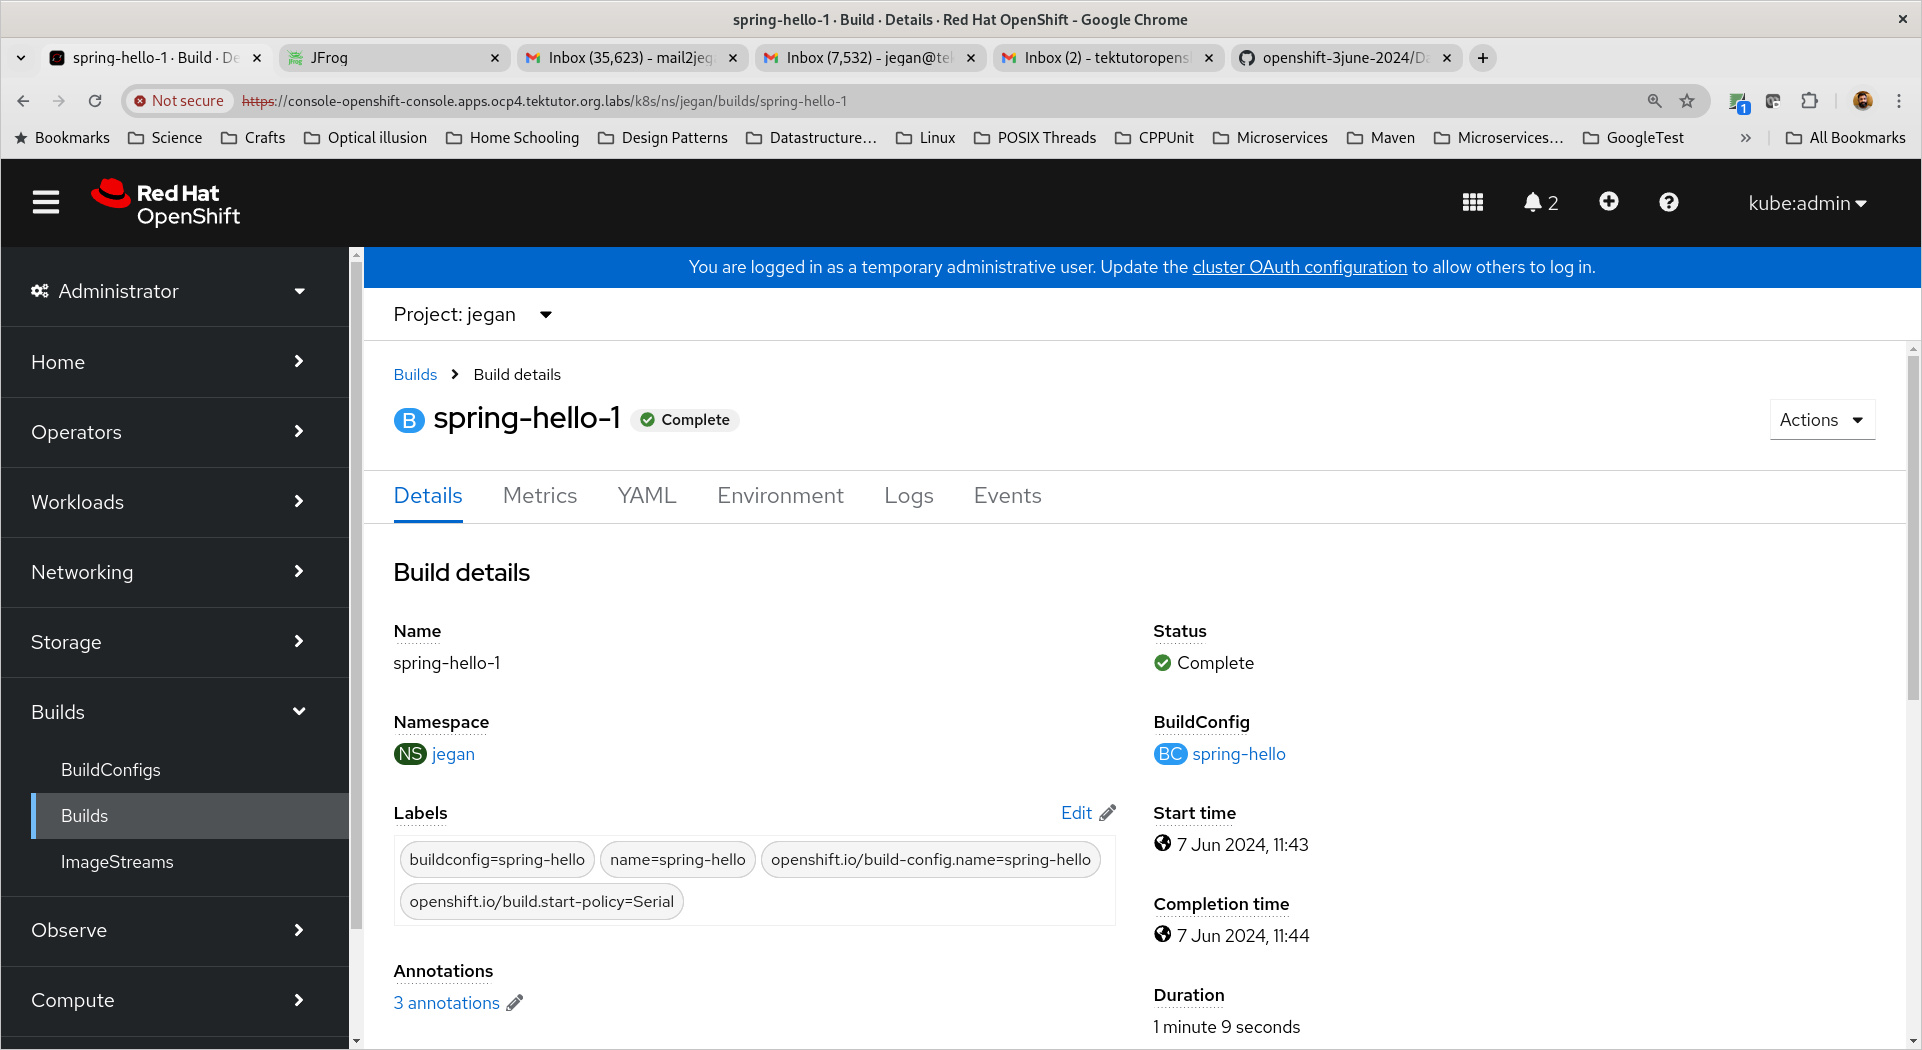 spring-hello-1 · Build · Details · Red Hat OpenShift - Google Chrome
spring-hello-1 · Build · De
JFrog
Inbox (35,623) - mail2jeg
Inbox (7,532) - jegan@te
Inbox (2) - tektutoropens
openshift-3june-2024/Da
Not secure
https://console-openshift-console.apps.ocp4.tektutor.org.labs/k8s/ns/jegan/builds/spring-hello-1
1
Bookmarks
Science
Crafts
Optical illusion
Home Schooling
Design Patterns
Datastructure…
Linux
POSIX Threads
CPPUnit
Microservices
Maven
Microservices…
GoogleTest
»
All Bookmarks
Red Hat
OpenShift
2
kube:admin
You are logged in as a temporary administrative user. Update the cluster OAuth configuration to allow others to log in.
Administrator
Home
Operators
Workloads
Networking
Storage
Builds
BuildConfigs
Builds
ImageStreams
Observe
Compute
Project: jegan
Builds
Build details
B spring-hello-1
Complete
Actions
Details
Metrics
YAML
Environment
Logs
Events
Build details
Name
spring-hello-1
Namespace
NS jegan
Labels
Edit
buildconfig=spring-hello
name=spring-hello
openshift.io/build-config.name=spring-hello
openshift.io/build.start-policy=Serial
Annotations
3 annotations
Status
Complete
BuildConfig
BC spring-hello
Start time
7 Jun 2024, 11:43
Completion time
7 Jun 2024, 11:44
Duration
1 minute 9 seconds